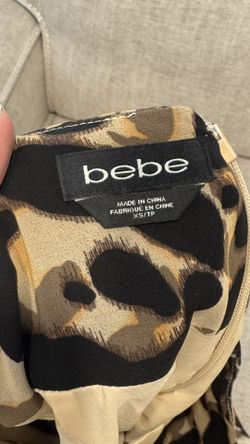 bebe
MADE IN CHINA
FABRIQUÉ EN CHINE
XS/TP